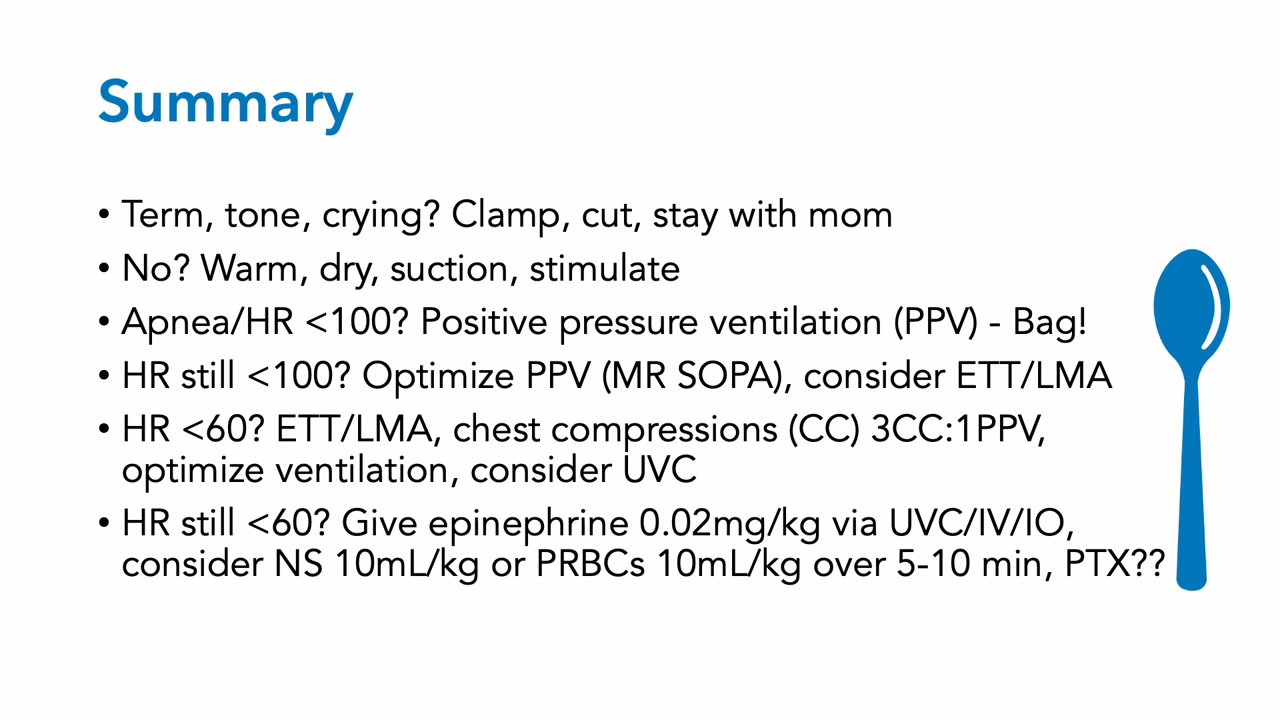 Summary
• Term, tone, crying? Clamp, cut, stay with mom
• No? Warm, dry, suction, stimulate
• Apnea/HR <100? Positive pressure ventilation (PPV) - Bag!
• HR still <100? Optimize PPV (MR SOPA), consider ETT/LMA
• HR <60? ETT/LMA, chest compressions (CC) 3CC:1PPV,
optimize ventilation, consider UVC
• HR still <60? Give epinephrine 0.02mg/kg via UVC/IV/IO,
consider NS 10mL/kg or PRBCs 10mL/kg over 5-10 min, PTX??